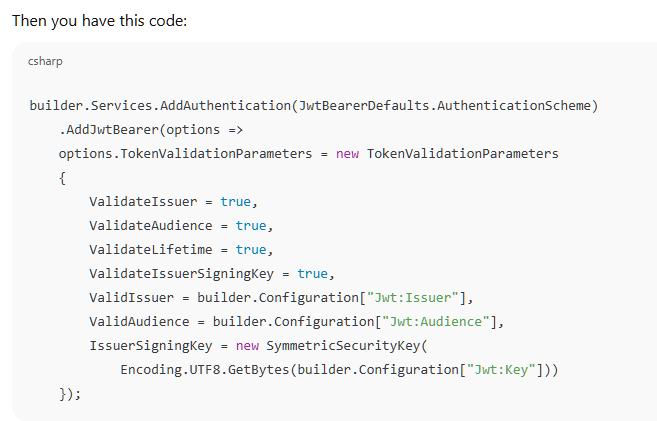 Then you have this code:
csharp
builder.Services.AddAuthentication(JwtBearerDefaults.AuthenticationScheme)
    .AddJwtBearer(options =>
    options.TokenValidationParameters = new TokenValidationParameters
    {
        ValidateIssuer = true,
        ValidateAudience = true,
        ValidateLifetime = true,
        ValidateIssuerSigningKey = true,
        ValidIssuer = builder.Configuration["Jwt:Issuer"],
        ValidAudience = builder.Configuration["Jwt:Audience"],
        IssuerSigningKey = new SymmetricSecurityKey(
            Encoding.UTF8.GetBytes(builder.Configuration["Jwt:Key"]))
    });